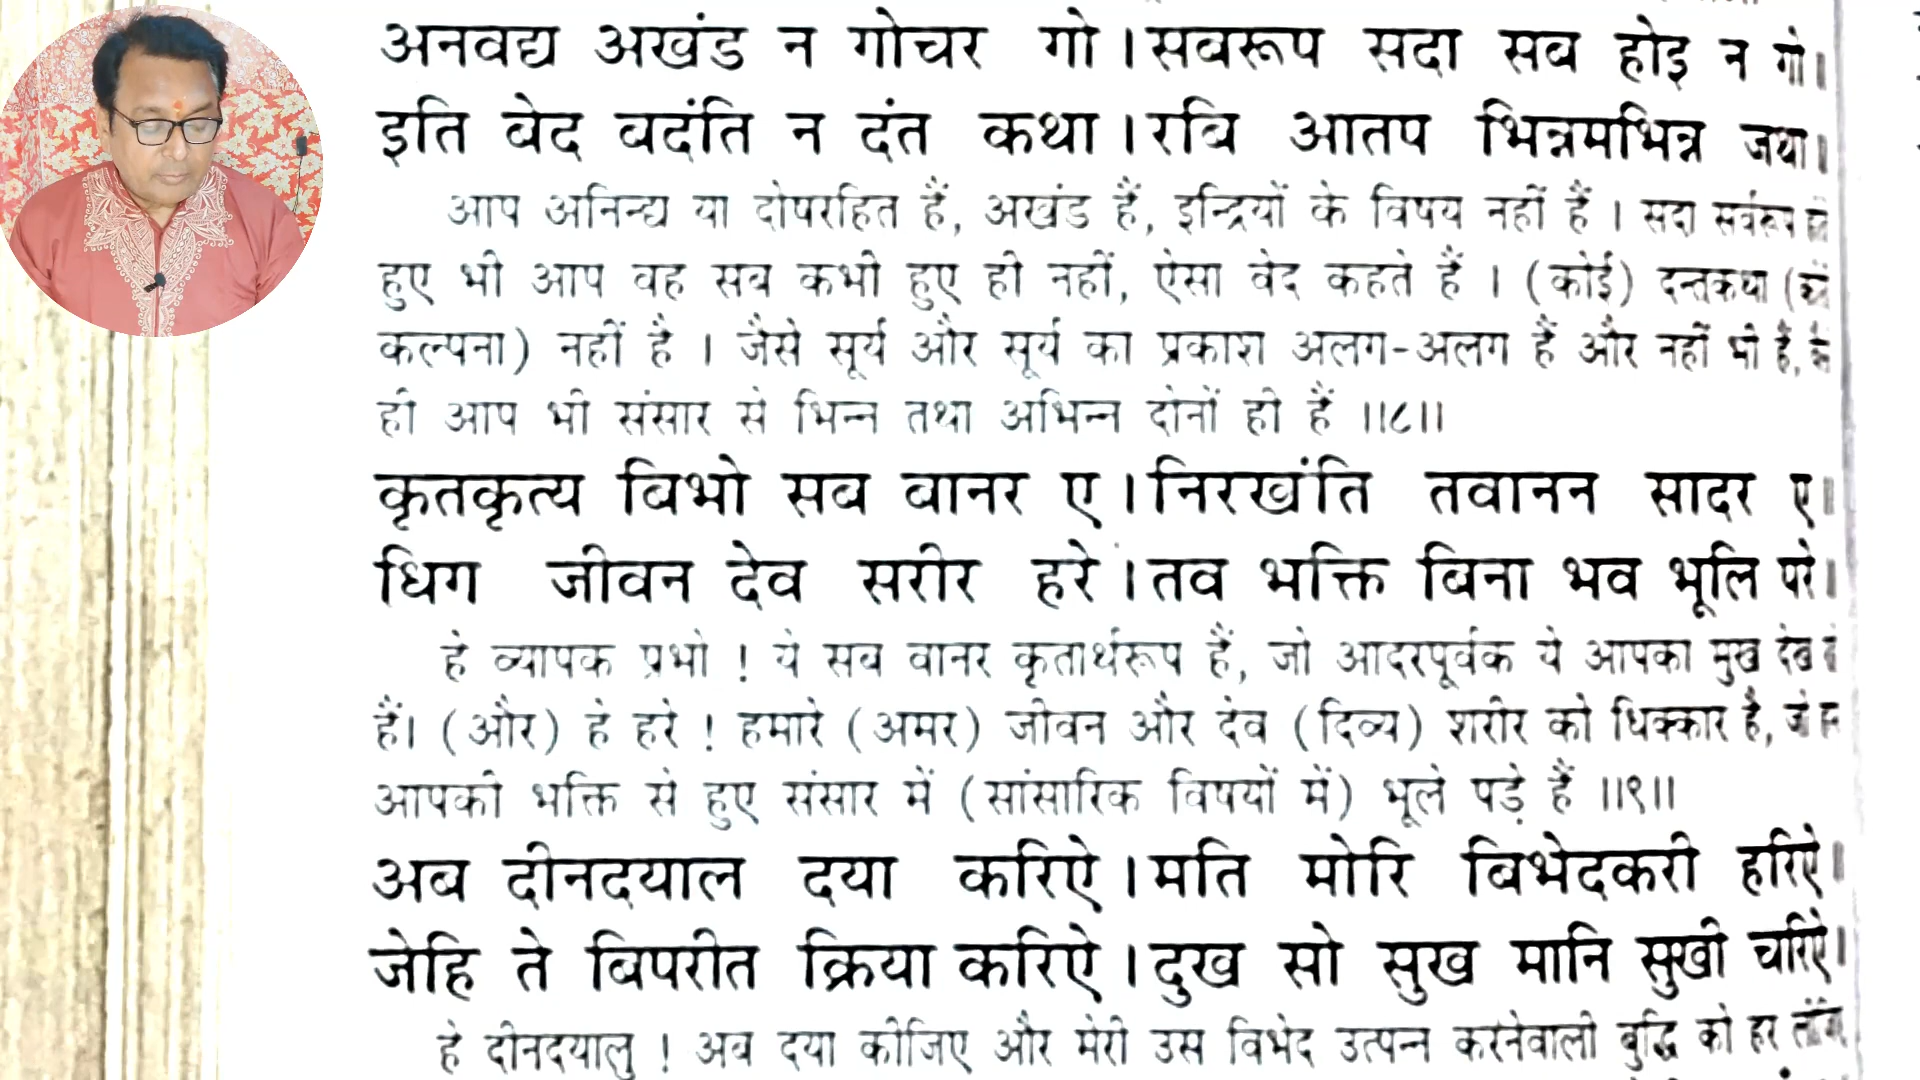 अनवद्य अखंड न गोचर गो। सबरूप सदा सब होइ न गो।
इति बेद बदंति न दंत कथा। रबि आतप भिन्नमभिन्न जथा।
आप अनिन्द्य या दोषरहित हैं, अखंड हैं, इन्द्रियों के विषय नहीं हैं । सदा सर्वरूप होते
हुए भी आप वह सब कभी हुए ही नहीं, ऐसा वेद कहते हैं । (कोई) दन्तकथा
कल्पना) नहीं है । जैसे सूर्य और सूर्य का प्रकाश अलग-अलग हैं और नहीं भी हैं,
ही आप भी संसार से भिन्न तथा अभिन्न दोनों ही हैं ।।८।।
कृतकृत्य बिभो सब बानर ए। निरखंति तवानन सादर ए।
धिग जीवन देव सरीर हरे। तव भक्ति बिना भव भूलि परे।
हे व्यापक प्रभो ! ये सब वानर कृतार्थरूप हैं, जो आदरपूर्वक ये आपका मुख देख
हैं। (और) हे हरे ! हमारे (अमर) जीवन और देव (दिव्य) शरीर को धिक्कार है,
आपकी भक्ति से हुए संसार में (सांसारिक विषयों में) भूले पड़े हैं ।।९।।
अब दीनदयाल दया करिऐ। मति मोरि बिभेदकरी हरिऐ।
जेहि ते बिपरीत क्रिया करिऐ। दुख सो सुख मानि सुखी चरिऐ।
हे दीनदयालु ! अब दया कीजिए और मेरी उस विभेद उत्पन्न करनेवाली बुद्धि को हर